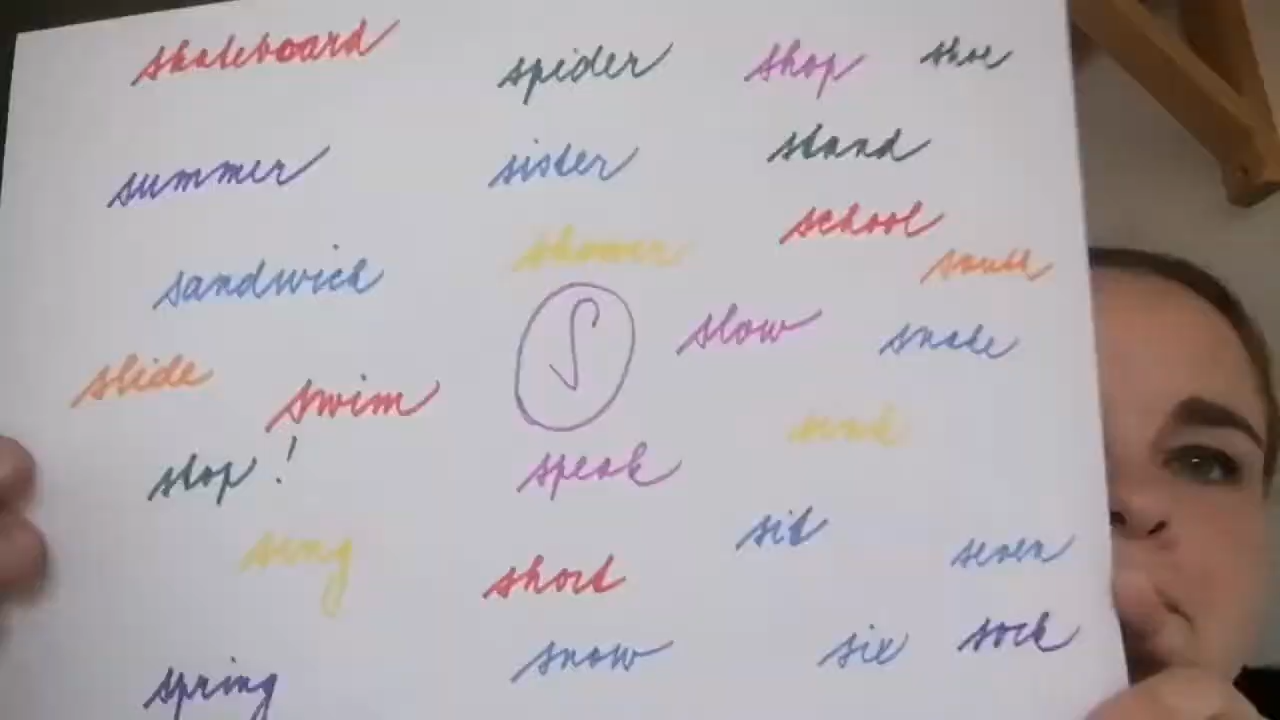 skateboard
spider
shop
shoe
summer
sister
stand
school
shower
sandwich
slow
snake
S
slide
swim
stop!
speak
sit
seven
short
snow
six
sock
spring